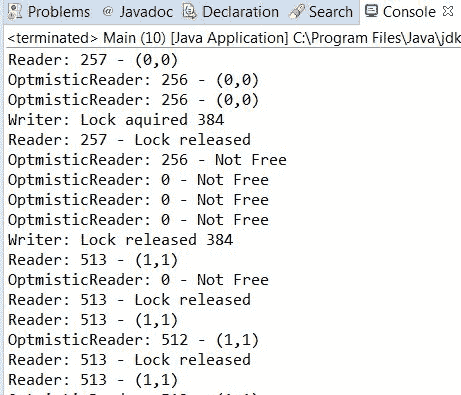 Problems @ Javadoc Declaration Search Console
<terminated> Main (10) [Java Application] C:\Program Files\Java\jdk
Reader: 257 - (0,0)
OptmisticReader: 256 - (0,0)
OptmisticReader: 256 - (0,0)
Writer: Lock aquired 384
Reader: 257 - Lock released
OptmisticReader: 256 - Not Free
OptmisticReader: 0 - Not Free
OptmisticReader: 0 - Not Free
OptmisticReader: 0 - Not Free
Writer: Lock released 384
Reader: 513 - (1,1)
OptmisticReader: 0 - Not Free
Reader: 513 - Lock released
Reader: 513 - (1,1)
OptmisticReader: 512 - (1,1)
Reader: 513 - Lock released
Reader: 513 - (1,1)